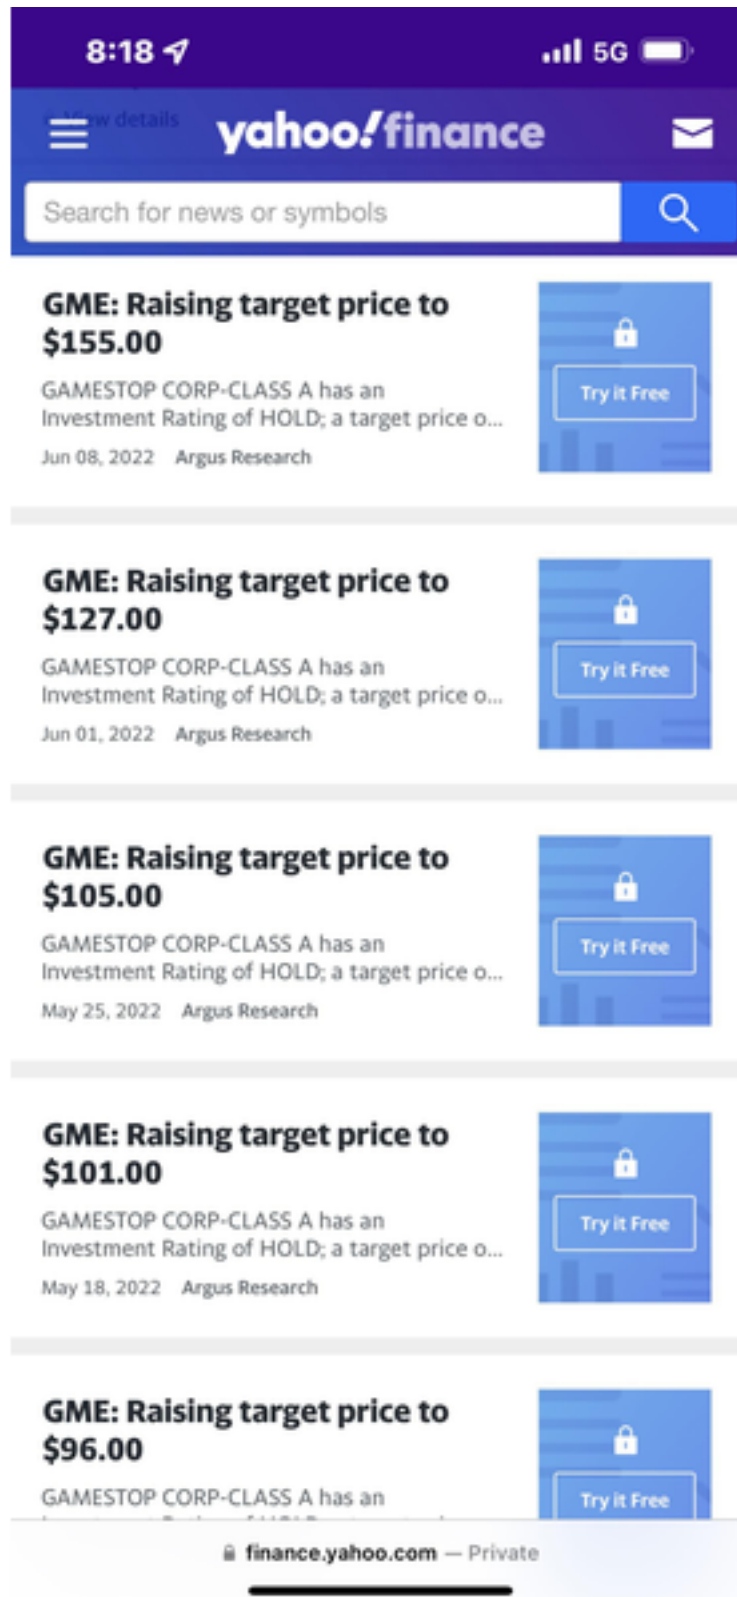 8:18
5G
View details
yahoo!finance
Search for news or symbols
GME: Raising target price to
$155.00
GAMESTOP CORP-CLASS A has an
Investment Rating of HOLD; a target price o...
Jun 08, 2022 Argus Research
Try it Free
GME: Raising target price to
$127.00
GAMESTOP CORP-CLASS A has an
Investment Rating of HOLD; a target price o...
Jun 01, 2022 Argus Research
Try it Free
GME: Raising target price to
$105.00
GAMESTOP CORP-CLASS A has an
Investment Rating of HOLD; a target price o...
May 25, 2022 Argus Research
Try it Free
GME: Raising target price to
$101.00
GAMESTOP CORP-CLASS A has an
Investment Rating of HOLD; a target price o...
May 18, 2022 Argus Research
Try it Free
GME: Raising target price to
$96.00
GAMESTOP CORP-CLASS A has an
Try it Free
finance.yahoo.com — Private